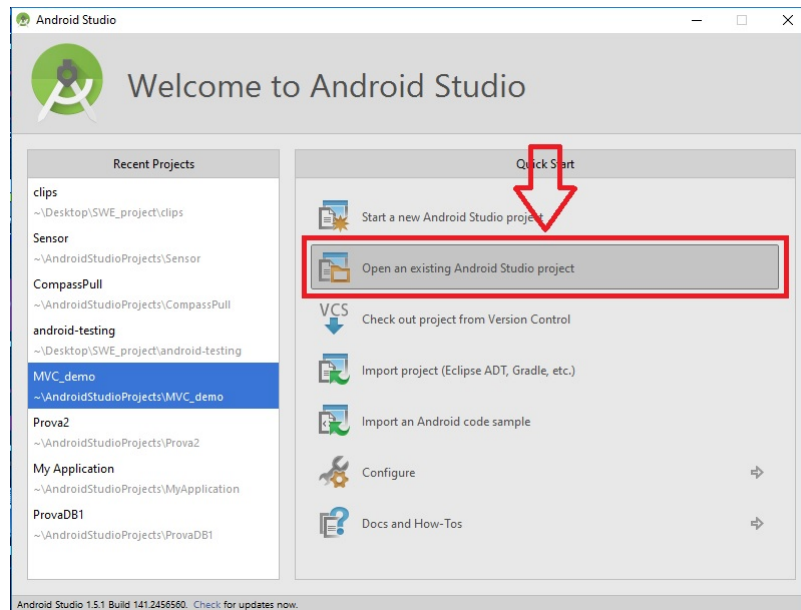 Android Studio
Welcome to Android Studio
Recent Projects
clips
~\Desktop\SWE_project\clips
Sensor
~\AndroidStudioProjects\Sensor
CompassPull
~\AndroidStudioProjects\CompassPull
android-testing
~\Desktop\SWE_project\android-testing
MVC_demo
~\AndroidStudioProjects\MVC_demo
Prova2
~\AndroidStudioProjects\Prova2
My Application
~\AndroidStudioProjects\MyApplication
ProvaDB1
~\AndroidStudioProjects\ProvaDB1
Quick Start
Start a new Android Studio project
Open an existing Android Studio project
VCS
Check out project from Version Control
Import project (Eclipse ADT, Gradle, etc.)
Import an Android code sample
Configure
Docs and How-Tos
Android Studio 1.5.1 Build 141.2456560. Check for updates now.